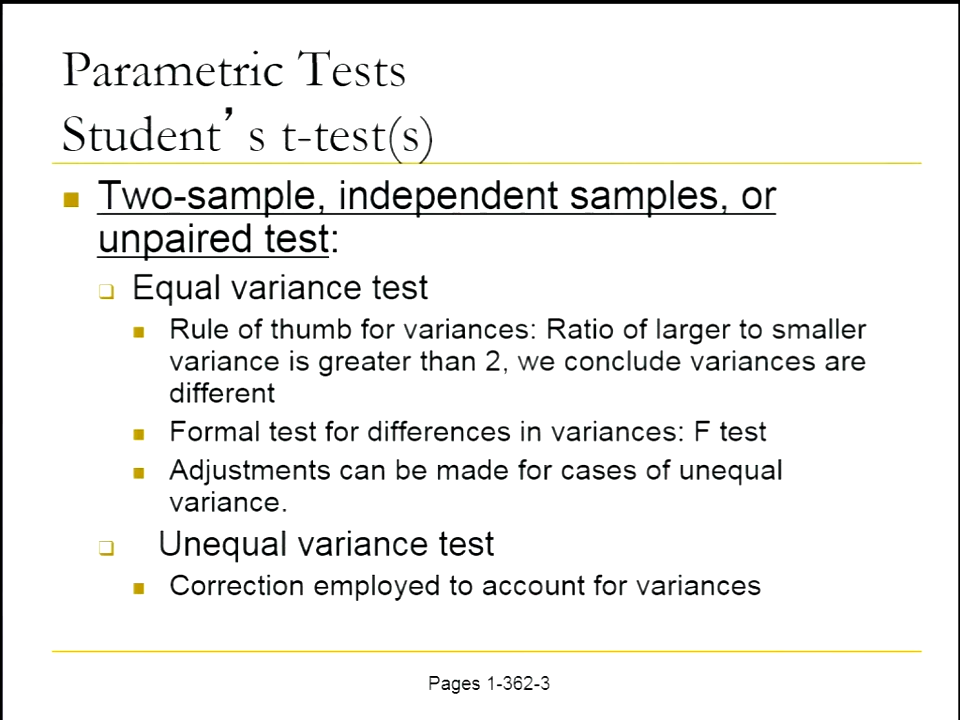 Parametric Tests
Student’ s t-test(s)
Two-sample, independent samples, or
unpaired test:
Equal variance test
Rule of thumb for variances: Ratio of larger to smaller
variance is greater than 2, we conclude variances are
different
Formal test for differences in variances: F test
Adjustments can be made for cases of unequal
variance.
Unequal variance test
Correction employed to account for variances
Pages 1-362-3